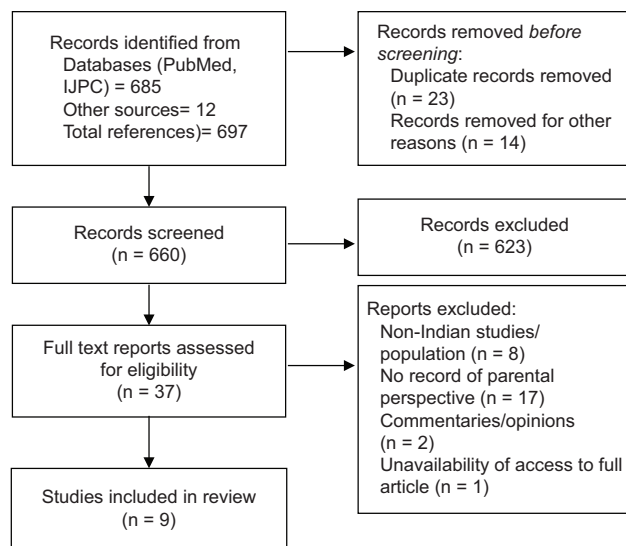 Records identified from
Databases (PubMed,
IJPC) = 685
Other sources= 12
Total references)= 697
Records removed before
screening:
Duplicate records removed
(n = 23)
Records removed for other
reasons (n = 14)
Records screened
(n = 660)
Records excluded
(n = 623)
Full text reports assessed
for eligibility
(n = 37)
Reports excluded:
Non-Indian studies/
population (n = 8)
No record of parental
perspective (n = 17)
Commentaries/opinions
(n = 2)
Unavailability of access to full
article (n = 1)
Studies included in review
(n = 9)